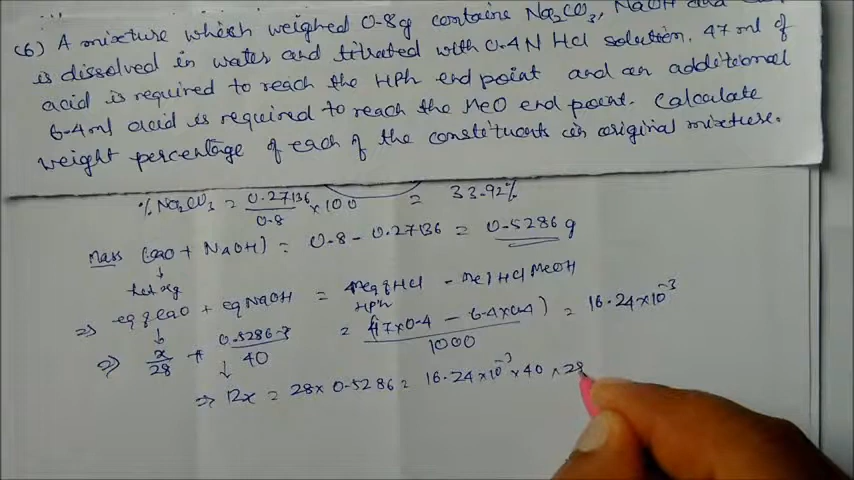 (6) A mixture which weighed 0.8g contains Na2CO3, NaOH and
is dissolved in water and titrated with 0.4 N HCl solution. 47 ml of
acid is required to reach the HPh end point and an additional
6.4 ml acid is required to reach the MeO end point. Calculate
weight percentage of each of the constituents in original mixture.
% Na2CO3 = 0.27136/0.8 × 100 = 33.92%
Mass (CaO + NaOH) = 0.8 - 0.27136 = 0.5286 g
↓
let xg
⇒ eq of CaO + eq NaOH = Meq of HCl HPh - Meq HCl MeOH
⇒ x/28 + 0.5286-x/40 = (47×0.4 - 6.4×0.4)/1000 = 16.24×10⁻³
⇒ 12x = 28× 0.5286 = 16.24×10⁻³ × 40 × 28